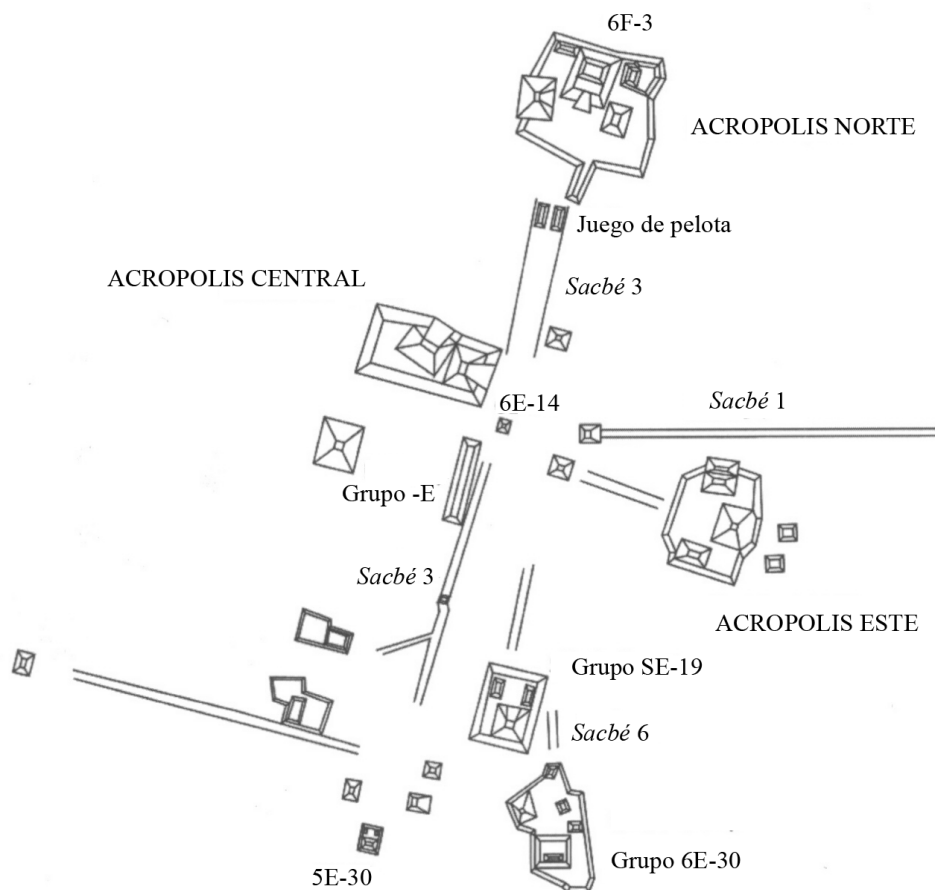 6F-3
ACROPOLIS NORTE
Juego de pelota
ACROPOLIS CENTRAL
Sacbé 3
6E-14
Sacbé 1
Grupo -E
Sacbé 3
ACROPOLIS ESTE
Grupo SE-19
Sacbé 6
Grupo 6E-30
5E-30